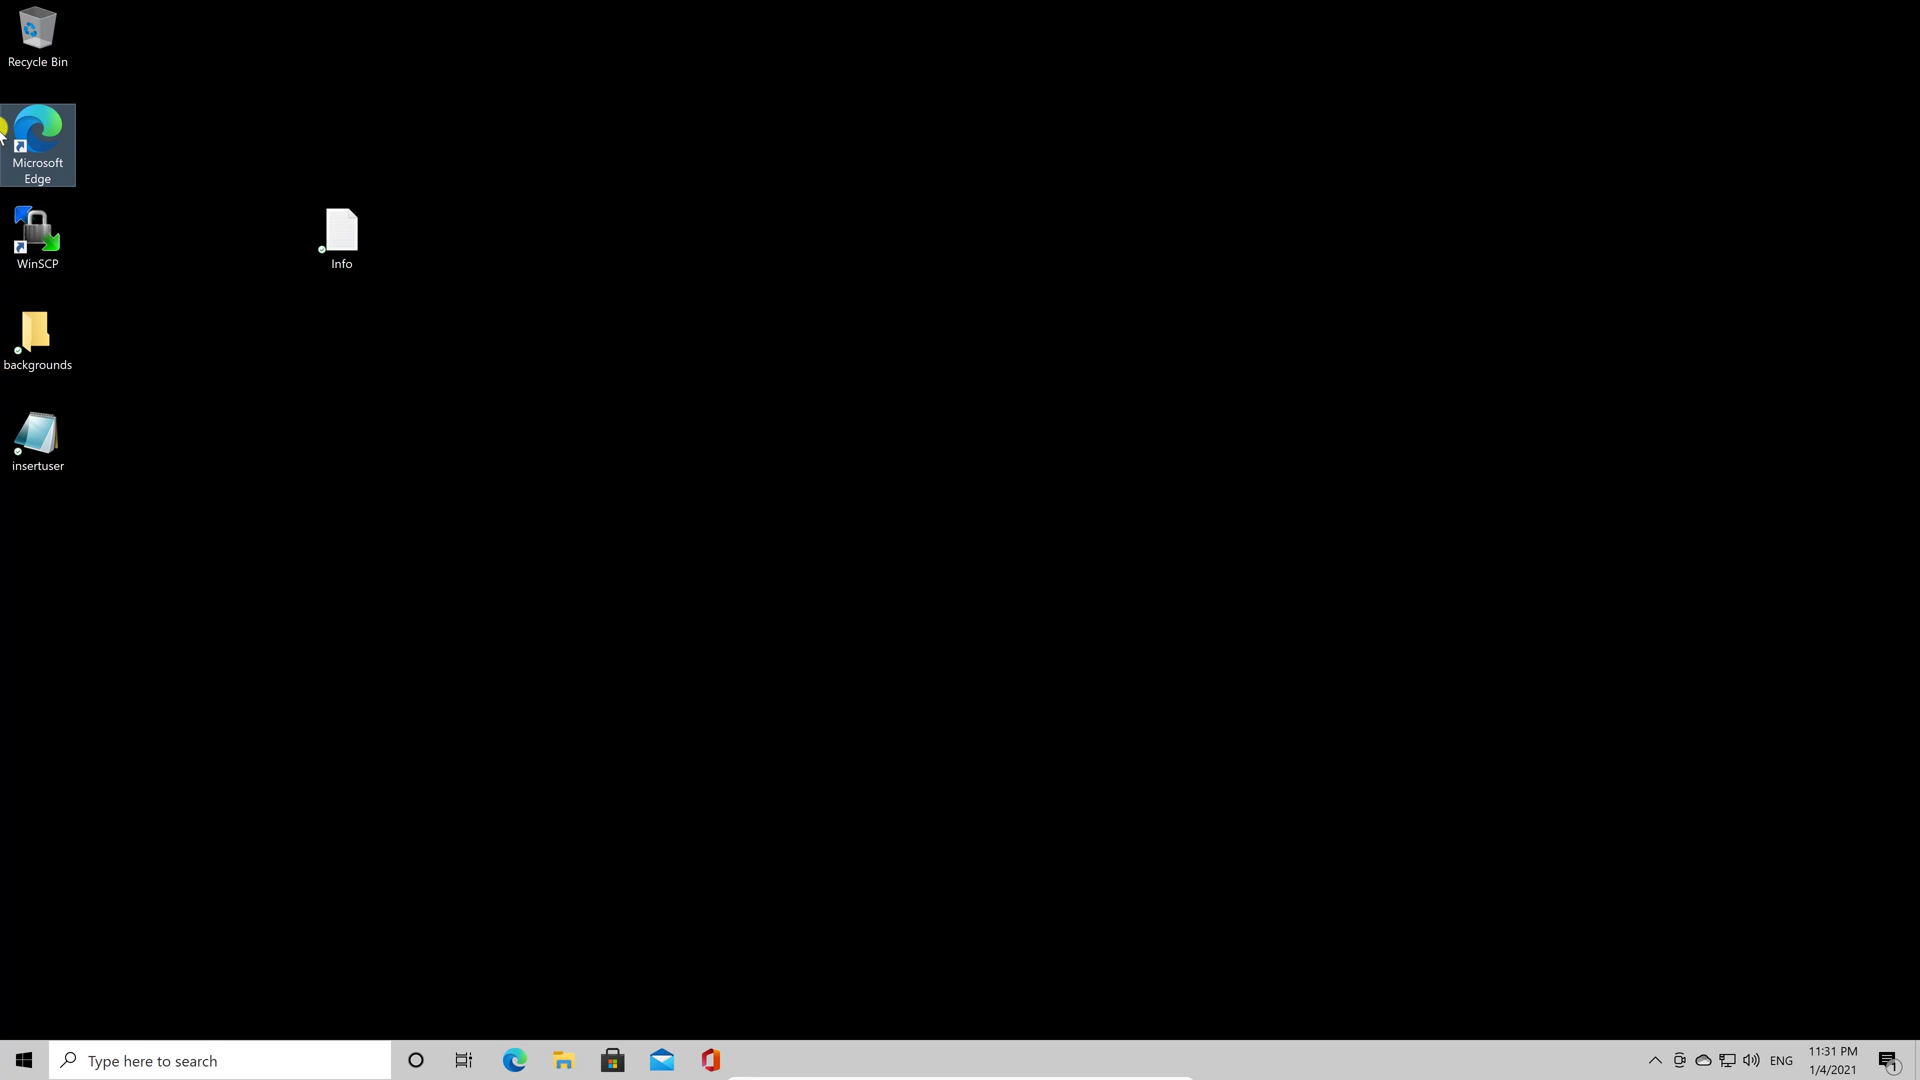 Recycle Bin
Microsoft
Edge
WinSCP
Info
backgrounds
insertuser
Type here to search
ENG
11:31 PM
1/4/2021
1